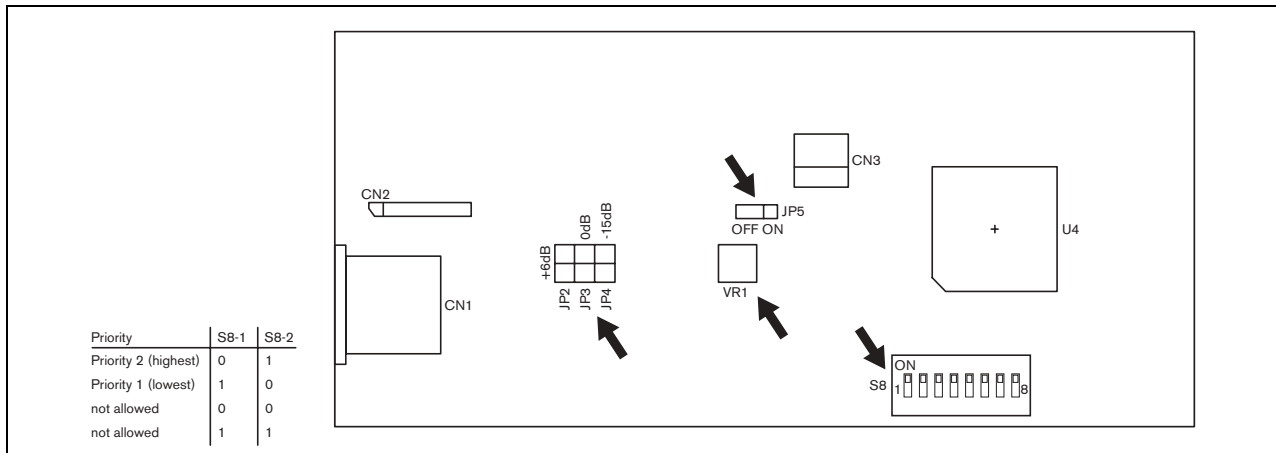 CN3
CN2
JP5
OFF ON
+6dB
0dB
-15dB
U4
JP2
JP3
JP4
VR1
CN1
Priority S8-1 S8-2
Priority 2 (highest) 0 1
Priority 1 (lowest) 1 0
not allowed 0 0
not allowed 1 1
ON
S8
1 8